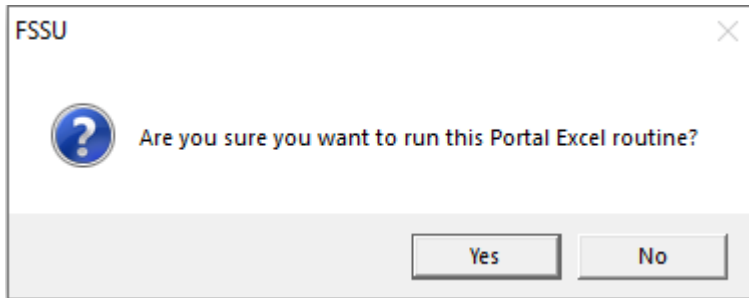 FSSU
Are you sure you want to run this Portal Excel routine?
Yes
No